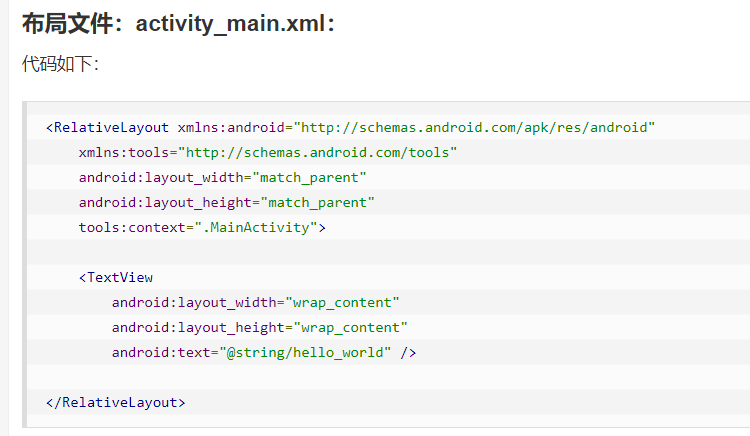 布局文件：activity_main.xml：
代码如下：
<RelativeLayout xmlns:android="http://schemas.android.com/apk/res/android"
    xmlns:tools="http://schemas.android.com/tools"
    android:layout_width="match_parent"
    android:layout_height="match_parent"
    tools:context=".MainActivity">
    <TextView
        android:layout_width="wrap_content"
        android:layout_height="wrap_content"
        android:text="@string/hello_world" />
</RelativeLayout>